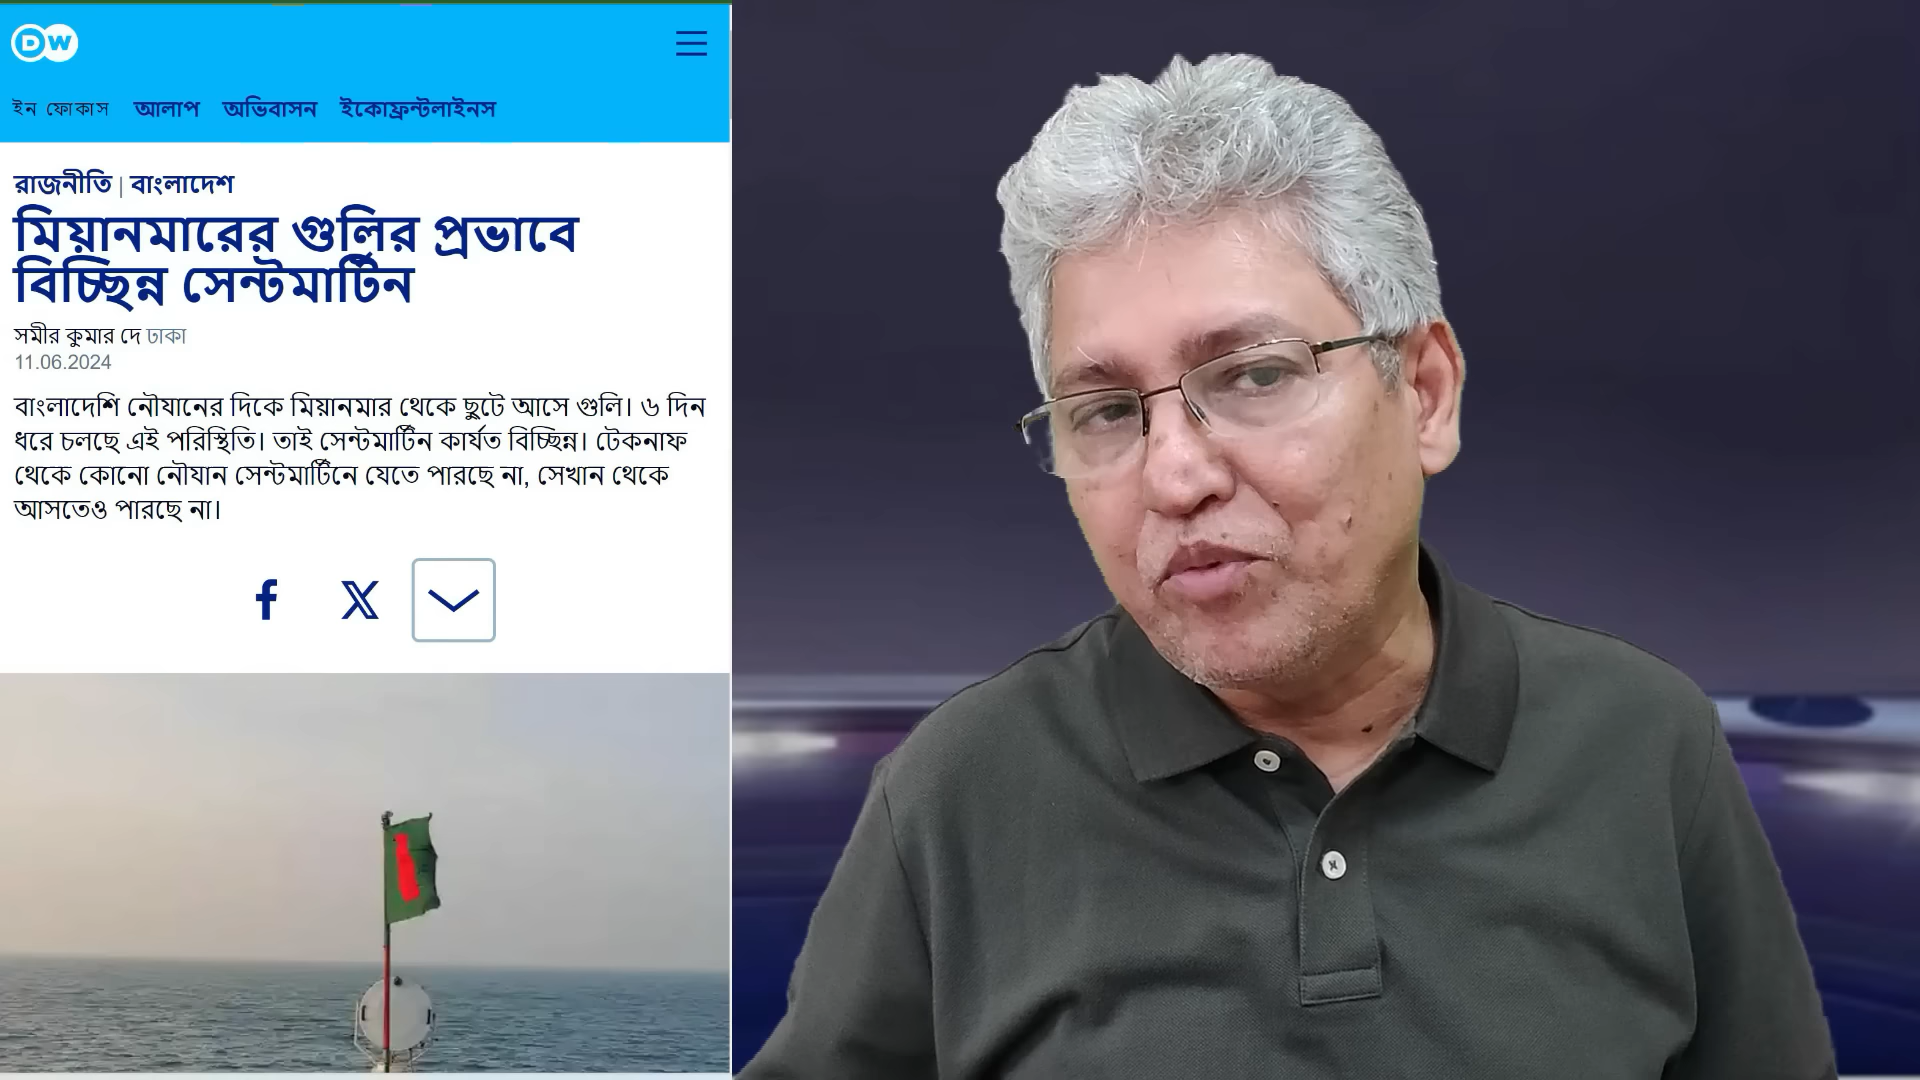 DW
ইন ফোকাস আলাপ অভিবাসন ইকোফ্রন্টলাইনস
রাজনীতি | বাংলাদেশ
মিয়ানমারের গুলির প্রভাবে
বিচ্ছিন্ন সেন্টমার্টিন
সমীর কুমার দে ঢাকা
11.06.2024
বাংলাদেশি নৌযানের দিকে মিয়ানমার থেকে ছুটে আসে গুলি। ৬ দিন
ধরে চলছে এই পরিস্থিতি। তাই সেন্টমার্টিন কার্যত বিচ্ছিন্ন। টেকনাফ
থেকে কোনো নৌযান সেন্টমার্টিনে যেতে পারছে না, সেখান থেকে
আসতেও পারছে না।